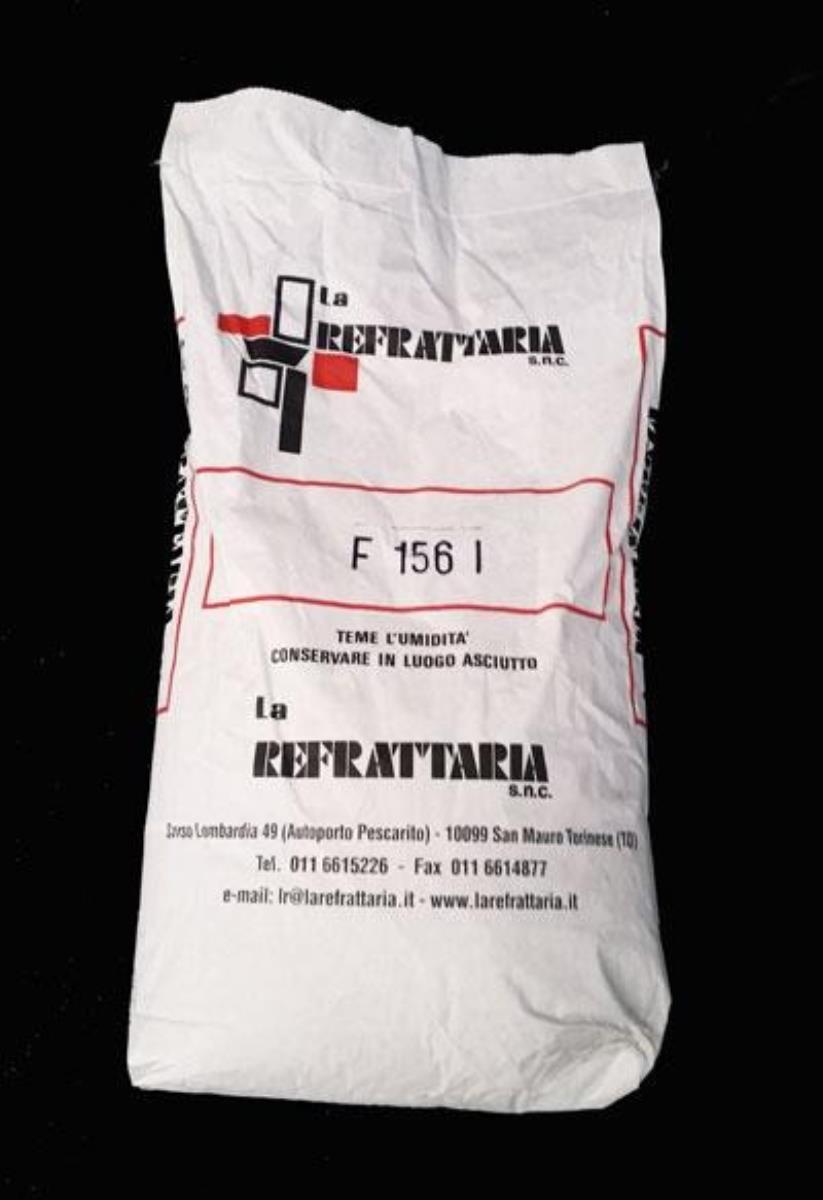 La
REFRATTARIA
s.n.c.
F 156 I
TEME L'UMIDITA'
CONSERVARE IN LUOGO ASCIUTTO
La
REFRATTARIA
s.n.c.
Corso Lombardia 49 (Autoporto Pescarito) - 10099 San Mauro Torinese (TO)
Tel. 011 6615226 - Fax 011 6614877
e-mail: lr@larefrattaria.it - www.larefrattaria.it